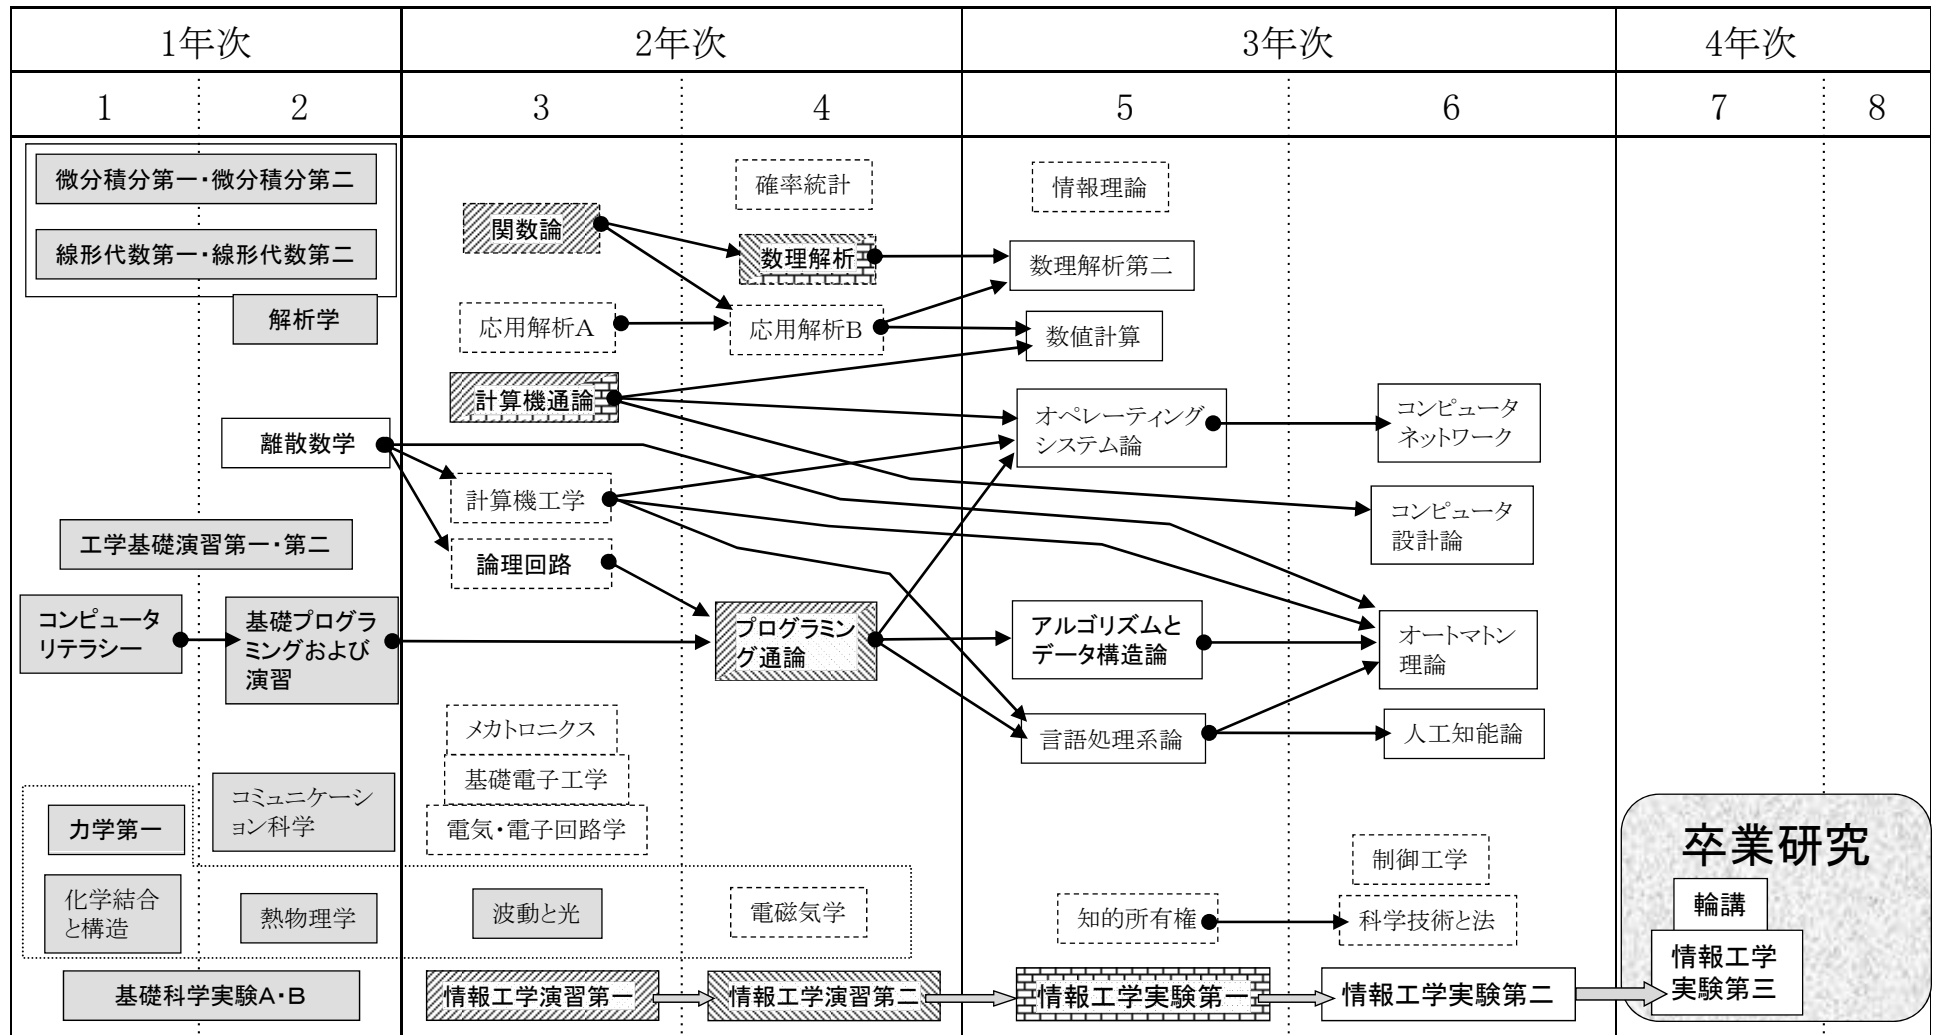 1年次
2年次
3年次
4年次
1
2
3
4
5
6
7
8
微分積分第一・微分積分第二
線形代数第一・線形代数第二
解析学
離散数学
工学基礎演習第一・第二
コンピュータ
リテラシー
基礎プログラ
ミングおよび
演習
コミュニケーシ
ョン科学
力学第一
化学結合
と構造
熱物理学
基礎科学実験A・B
関数論
応用解析A
計算機通論
計算機工学
論理回路
メカトロニクス
基礎電子工学
電気・電子回路学
波動と光
情報工学演習第一
確率統計
数理解析
応用解析B
プログラミン
グ通論
電磁気学
情報工学演習第二
情報理論
数理解析第二
数値計算
オペレーティング
システム論
アルゴリズムと
データ構造論
言語処理系論
知的所有権
情報工学実験第一
コンピュータ
ネットワーク
コンピュータ
設計論
オートマトン
理論
人工知能論
制御工学
科学技術と法
情報工学実験第二
卒業研究
輪講
情報工学
実験第三